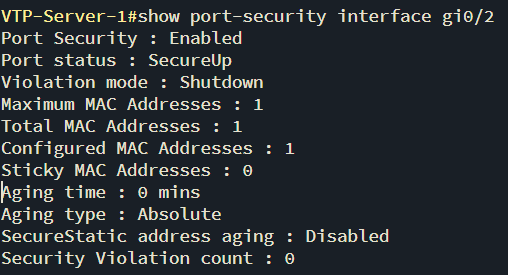 VTP-Server-1#show port-security interface gi0/2
Port Security : Enabled
Port status : SecureUp
Violation mode : Shutdown
Maximum MAC Addresses : 1
Total MAC Addresses : 1
Configured MAC Addresses : 1
Sticky MAC Addresses : 0
Aging time : 0 mins
Aging type : Absolute
SecureStatic address aging : Disabled
Security Violation count : 0